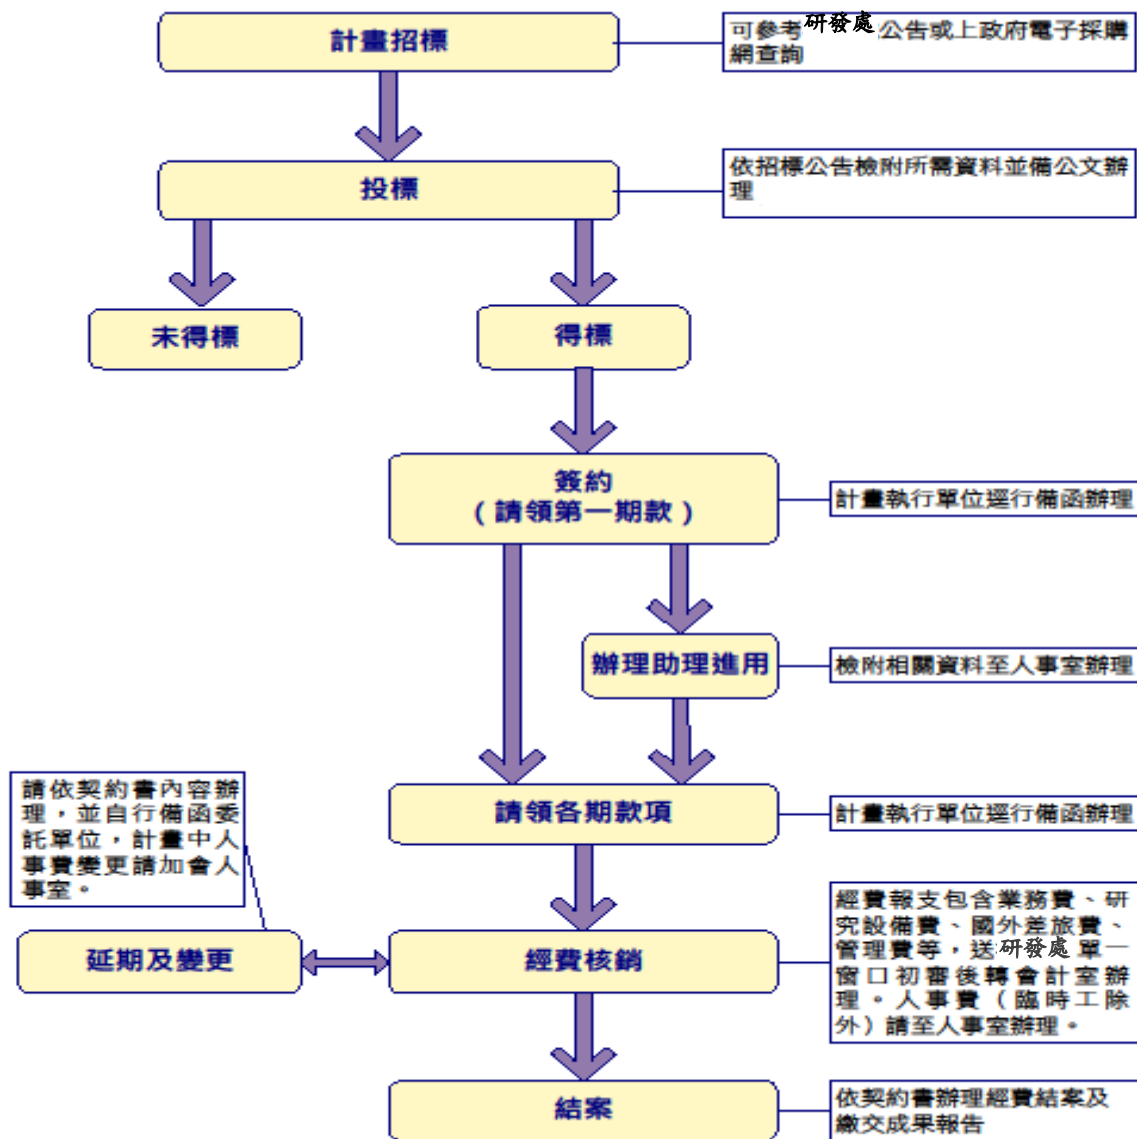 計畫招標
可參考研發處公告或上政府電子採購
網查詢
投標
依招標公告檢附所需資料並備公文辦
理
未得標
得標
簽約
（請領第一期款）
計畫執行單位逕行備函辦理
辦理助理進用
檢附相關資料至人事室辦理
請領各期款項
計畫執行單位逕行備函辦理
請依契約書內容辦
理，並自行備函委
託單位，計畫中人
事費變更請加會人
事室。
延期及變更
經費核銷
經費報支包含業務費、研
究設備費、國外差旅費、
管理費等，送研發處單一
窗口初審後轉會計室辦
理。人事費（臨時工除
外）請至人事室辦理。
結案
依契約書辦理經費結案及
繳交成果報告